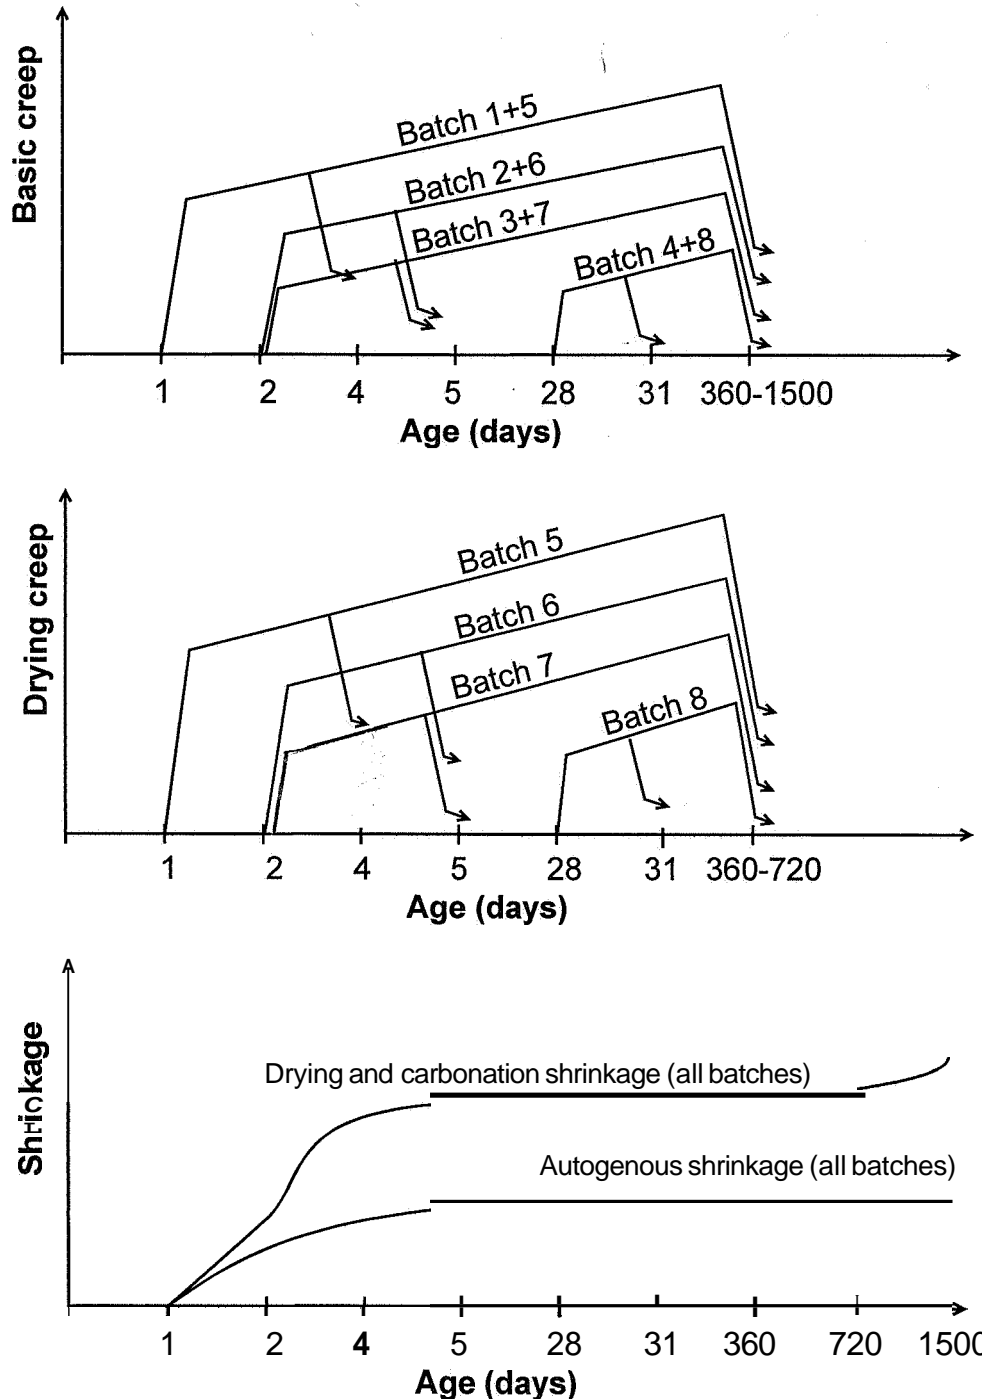 Basic creep
Batch 1+5
Batch 2+6
Batch 3+7
Batch 4+8
1 2 4 5 28 31 360-1500
Age (days)
Drying creep
Batch 5
Batch 6
Batch 7
Batch 8
1 2 4 5 28 31 360-720
Age (days)
Shrinkage
Drying and carbonation shrinkage (all batches)
Autogenous shrinkage (all batches)
1 2 4 5 28 31 360 720 1500
Age (days)